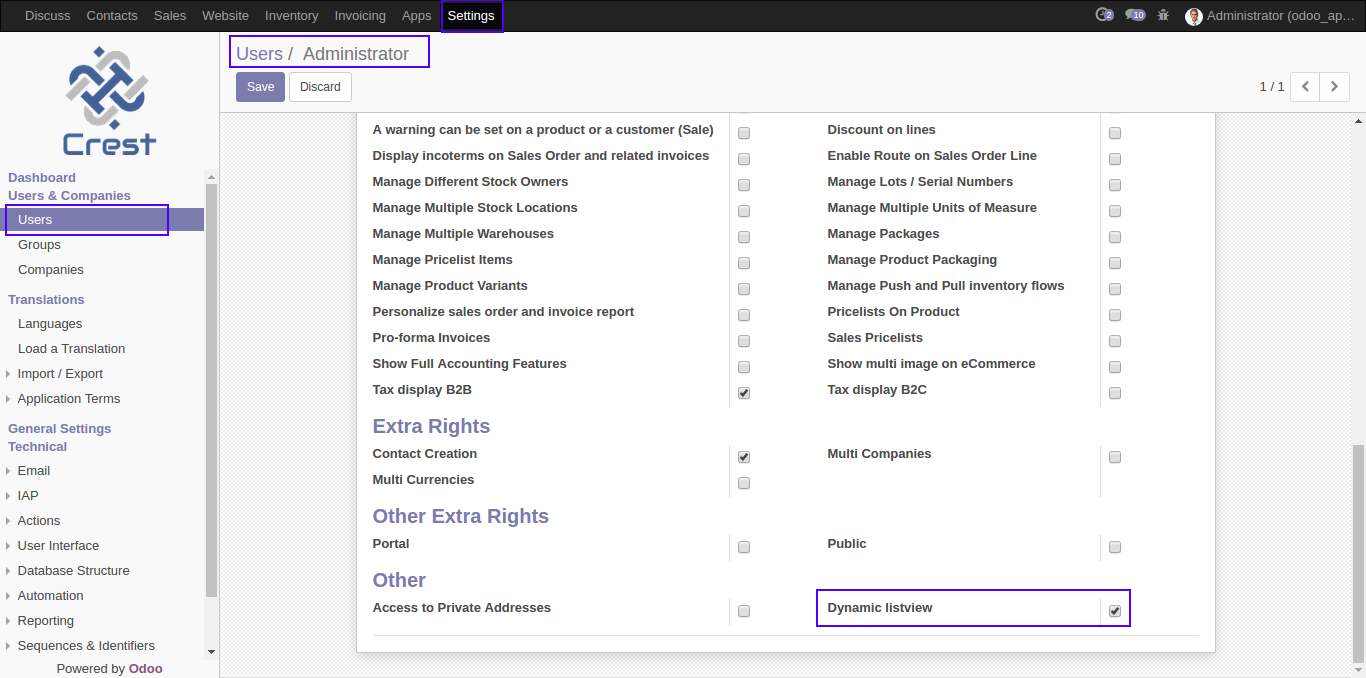 Discuss Contacts Sales Website Inventory Invoicing Apps Settings 2 10 Administrator (odoo_ap...
Crest
Dashboard
Users & Companies
Users
Groups
Companies
Translations
Languages
Load a Translation
Import / Export
Application Terms
General Settings
Technical
Email
IAP
Actions
User Interface
Database Structure
Automation
Reporting
Sequences & Identifiers
Powered by Odoo
Users / Administrator
Save Discard 1 / 1
A warning can be set on a product or a customer (Sale) Discount on lines
Display incoterms on Sales Order and related invoices Enable Route on Sales Order Line
Manage Different Stock Owners Manage Lots / Serial Numbers
Manage Multiple Stock Locations Manage Multiple Units of Measure
Manage Multiple Warehouses Manage Packages
Manage Pricelist Items Manage Product Packaging
Manage Product Variants Manage Push and Pull inventory flows
Personalize sales order and invoice report Pricelists On Product
Pro-forma Invoices Sales Pricelists
Show Full Accounting Features Show multi image on eCommerce
Tax display B2B Tax display B2C
Extra Rights
Contact Creation Multi Companies
Multi Currencies
Other Extra Rights
Portal Public
Other
Access to Private Addresses Dynamic listview